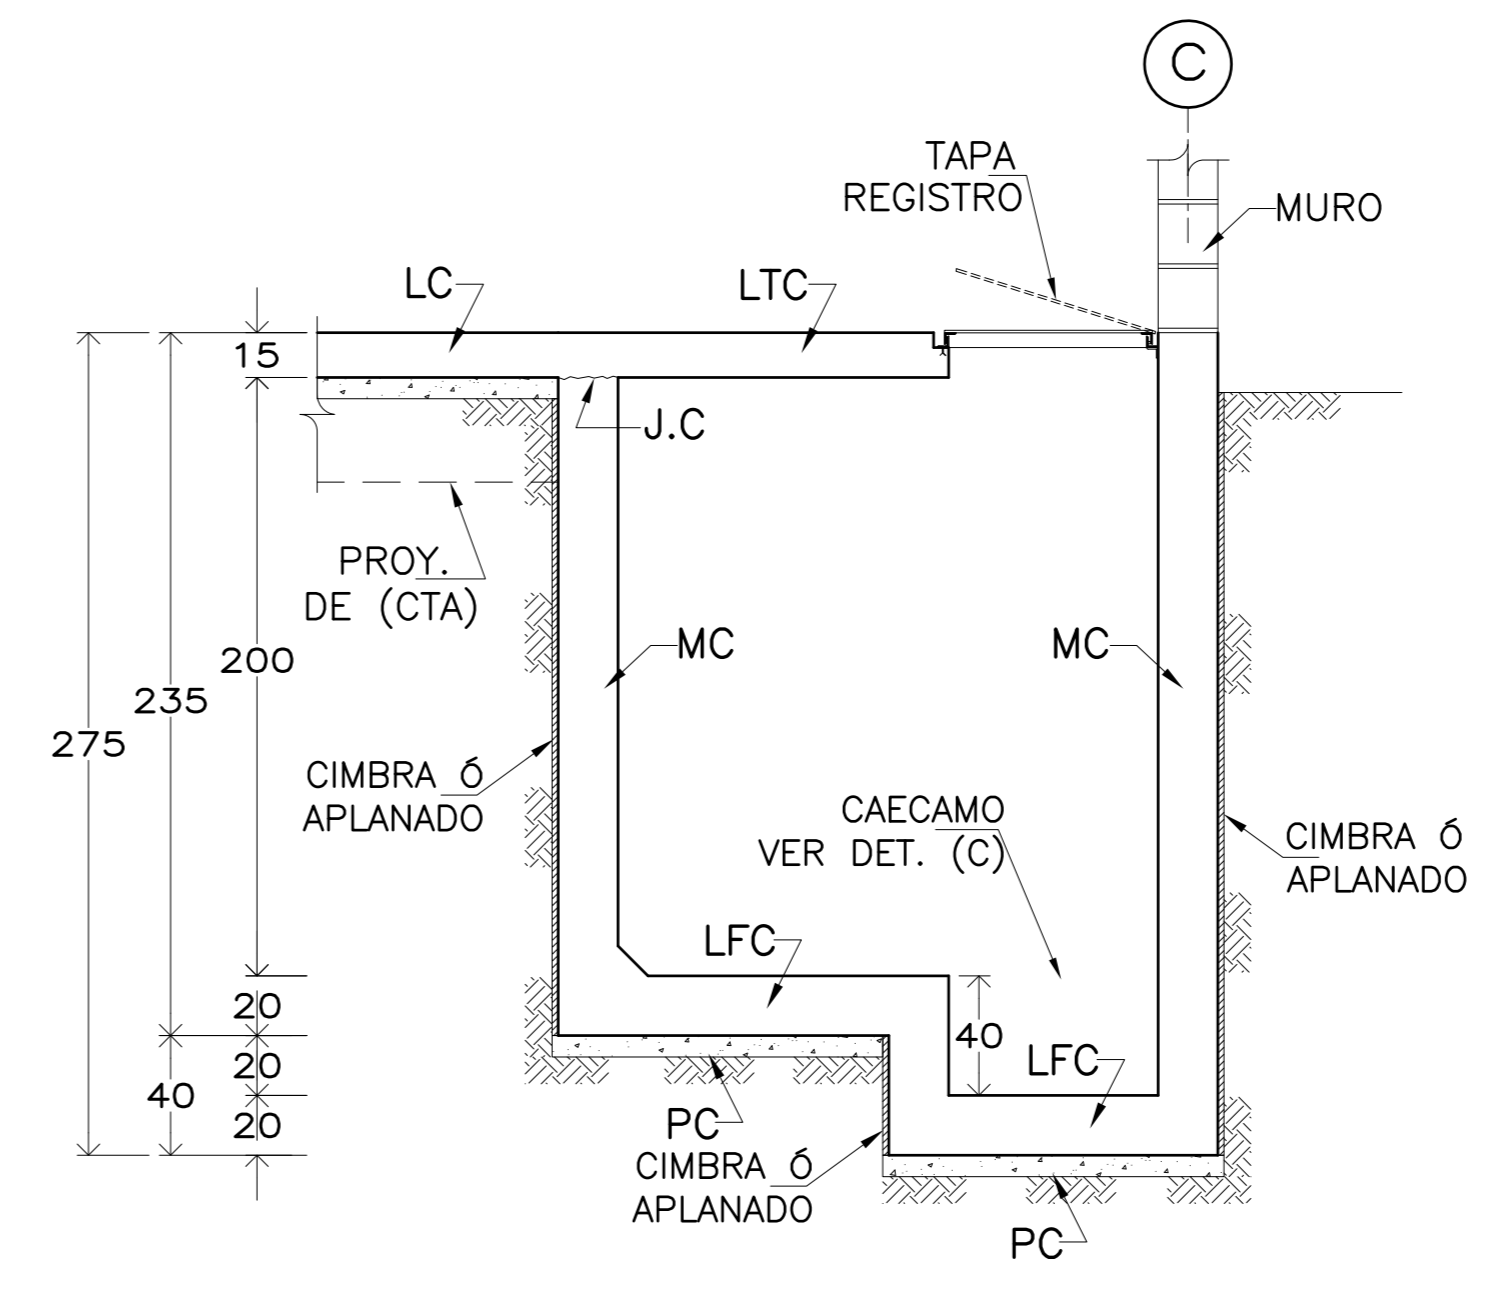 C
TAPA
REGISTRO
MURO
LC
LTC
15
J.C
PROY.
DE (CTA)
200
235
275
MC
MC
CIMBRA Ó
APLANADO
CAECAMO
VER DET. (C)
CIMBRA Ó
APLANADO
LFC
20
40
20
LFC
40
20
PC
CIMBRA Ó
APLANADO
PC